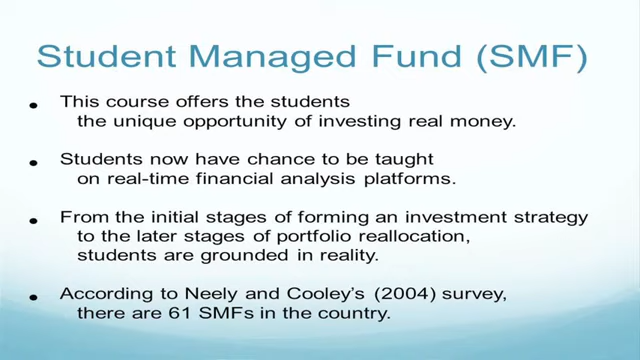 Student Managed Fund (SMF)
• This course offers the students
the unique opportunity of investing real money.
• Students now have chance to be taught
on real-time financial analysis platforms.
• From the initial stages of forming an investment strategy
to the later stages of portfolio reallocation,
students are grounded in reality.
• According to Neely and Cooley's (2004) survey,
there are 61 SMFs in the country.